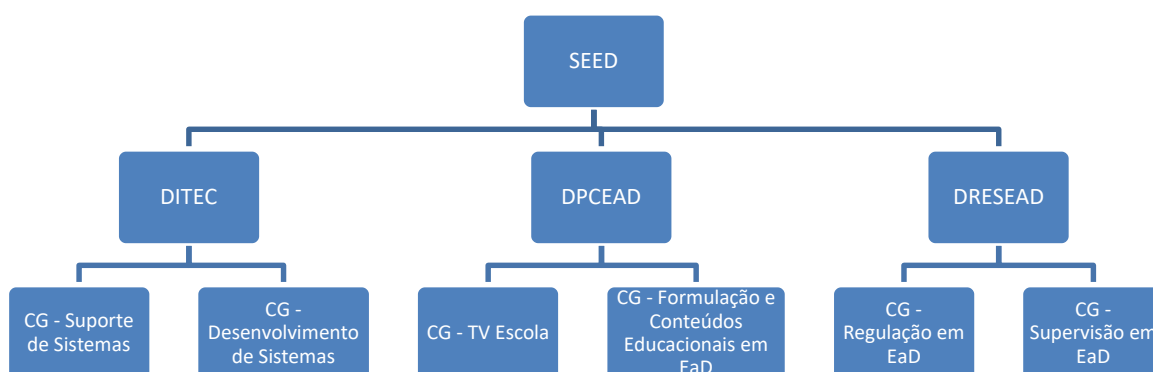 SEED
DITEC
DPCEAD
DRESEAD
CG - Suporte
de Sistemas
CG -
Desenvolvimento
de Sistemas
CG - TV Escola
CG - Formulação e
Conteúdos
Educacionais em
EaD
CG -
Regulação em
EaD
CG -
Supervisão em
EaD